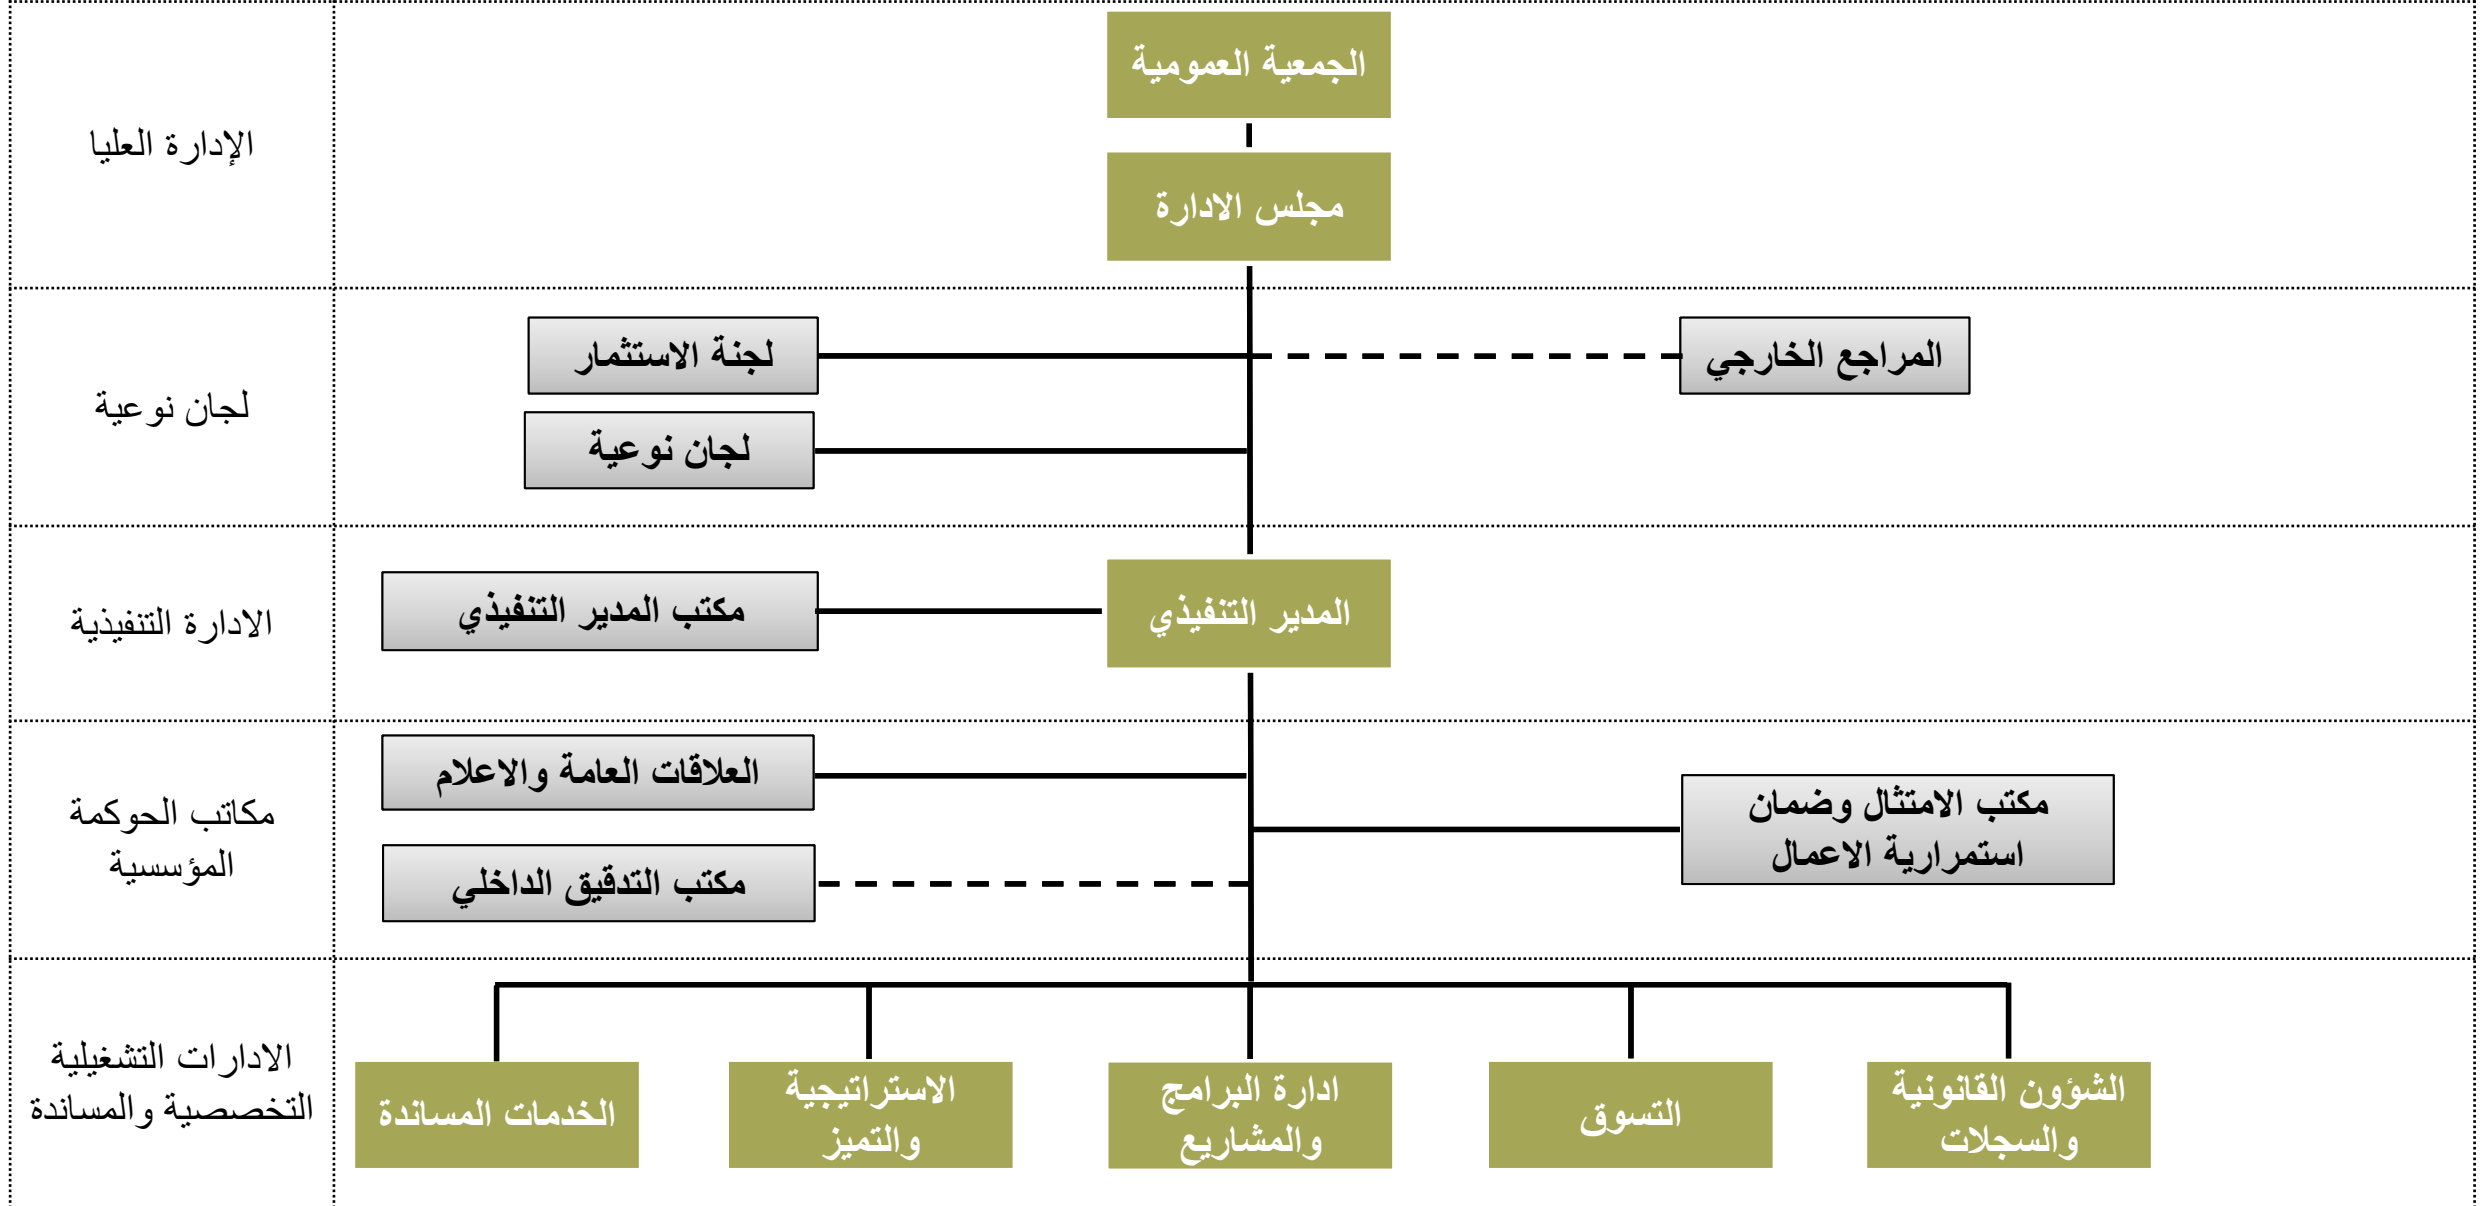 الجمعية العمومية
الإدارة العليا
مجلس الادارة
المراجع الخارجي
لجنة الاستثمار
لجان نوعية
لجان نوعية
المدير التنفيذي
مكتب المدير التنفيذي
الادارة التنفيذية
العلاقات العامة والاعلام
مكتب الامتثال وضمان
استمرارية الاعمال
مكاتب الحوكمة
المؤسسية
مكتب التدقيق الداخلي
الشؤون القانونية
والسجلات
التسوق
ادارة البرامج
والمشاريع
الاستراتيجية
والتميز
الخدمات المساندة
الادارات التشغيلية
التخصصية والمساندة